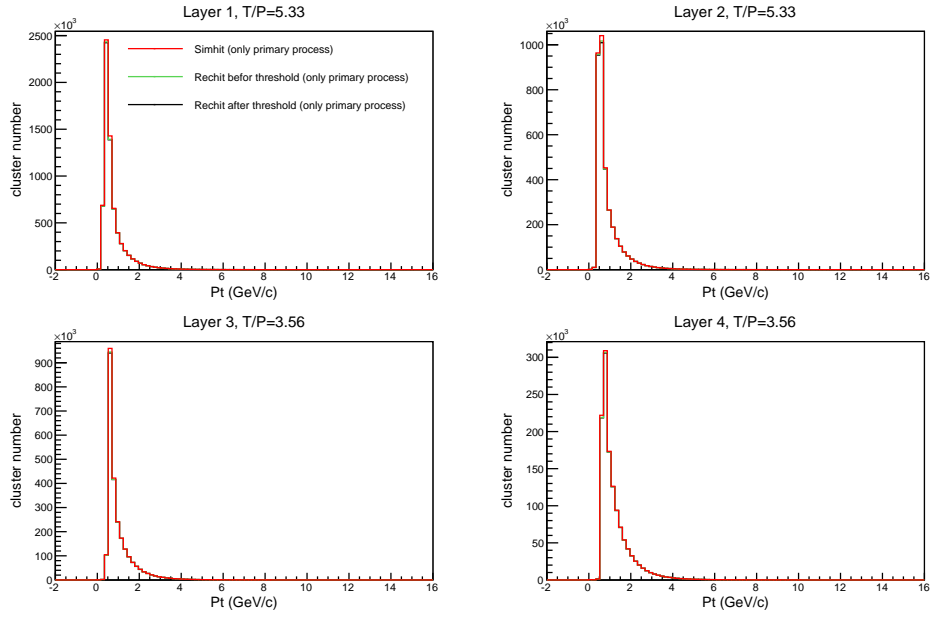 Layer 1, T/P=5.33
×10³
2500
2000
1500
1000
500
0
cluster number
Simhit (only primary process)
Rechit befor threshold (only primary process)
Rechit after threshold (only primary process)
-2 0 2 4 6 8 10 12 14 16
Pt (GeV/c)
Layer 2, T/P=5.33
×10³
1000
800
600
400
200
0
cluster number
-2 0 2 4 6 8 10 12 14 16
Pt (GeV/c)
Layer 3, T/P=3.56
×10³
900
800
700
600
500
400
300
200
100
0
cluster number
-2 0 2 4 6 8 10 12 14 16
Pt (GeV/c)
Layer 4, T/P=3.56
×10³
300
250
200
150
100
50
0
cluster number
-2 0 2 4 6 8 10 12 14 16
Pt (GeV/c)